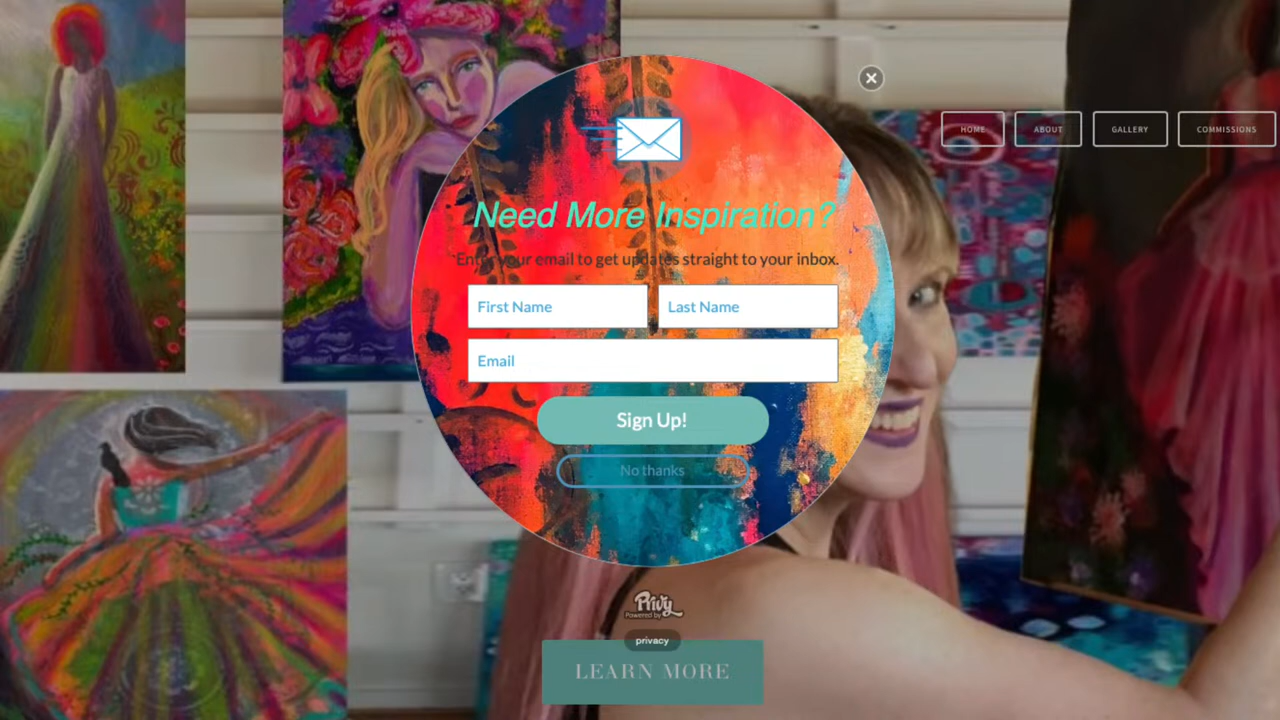 HOME ABOUT GALLERY COMMISSIONS
Need More Inspiration?
Enter your email to get updates straight to your inbox.
First Name Last Name
Email
Sign Up!
No thanks
Privy
Powered by
privacy
LEARN MORE